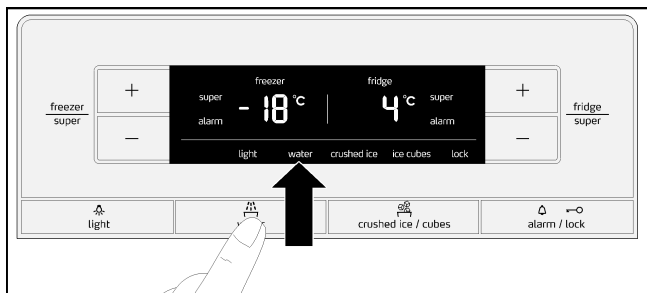 freezer
super
+
−
super
alarm
freezer
- 18 °C
fridge
4 °C
super
alarm
light water crushed ice ice cubes lock
+
−
fridge
super
light
crushed ice / cubes
alarm / lock